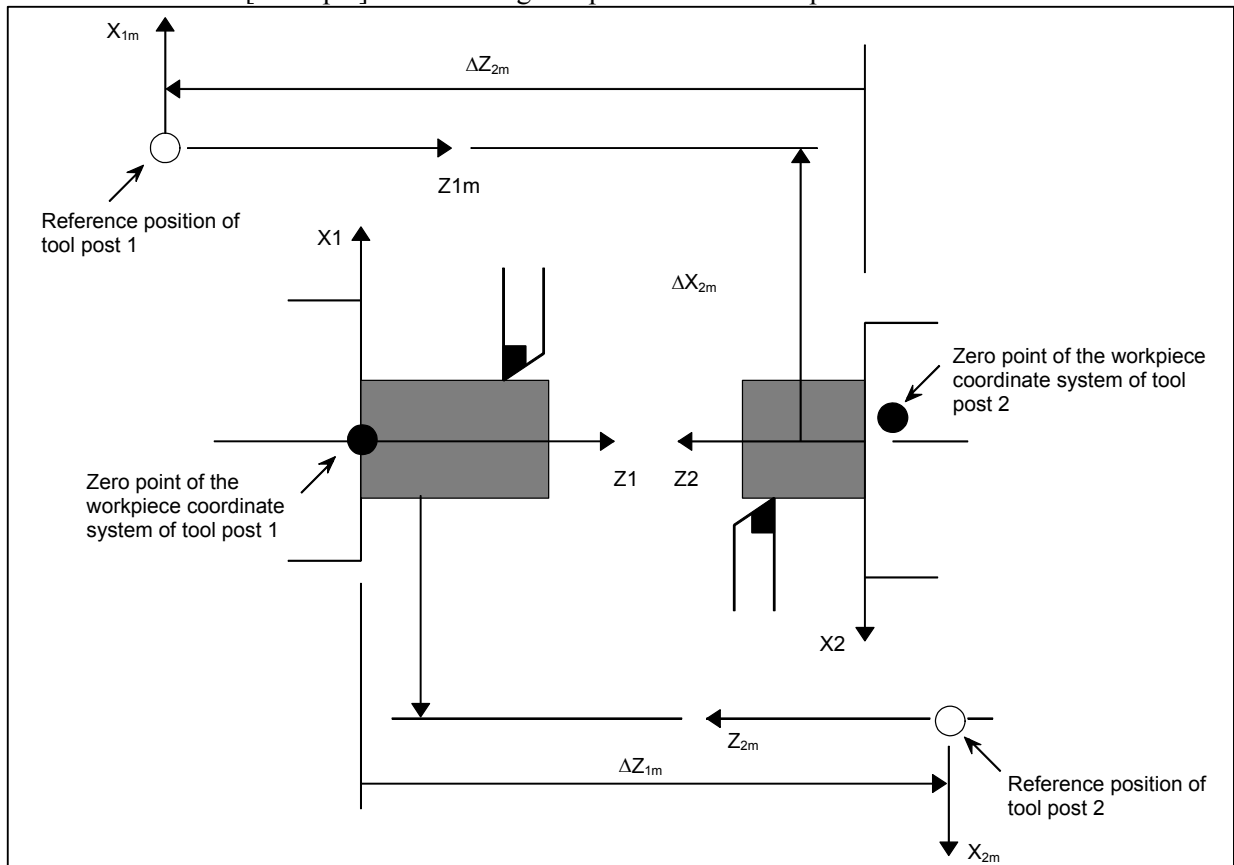 X1m
ΔZ2m
Z1m
Reference position of
tool post 1
X1
ΔX2m
Zero point of the workpiece
coordinate system of tool
post 2
Z1
Z2
Zero point of the
workpiece coordinate
system of tool post 1
X2
Z2m
ΔZ1m
Reference position of
tool post 2
X2m